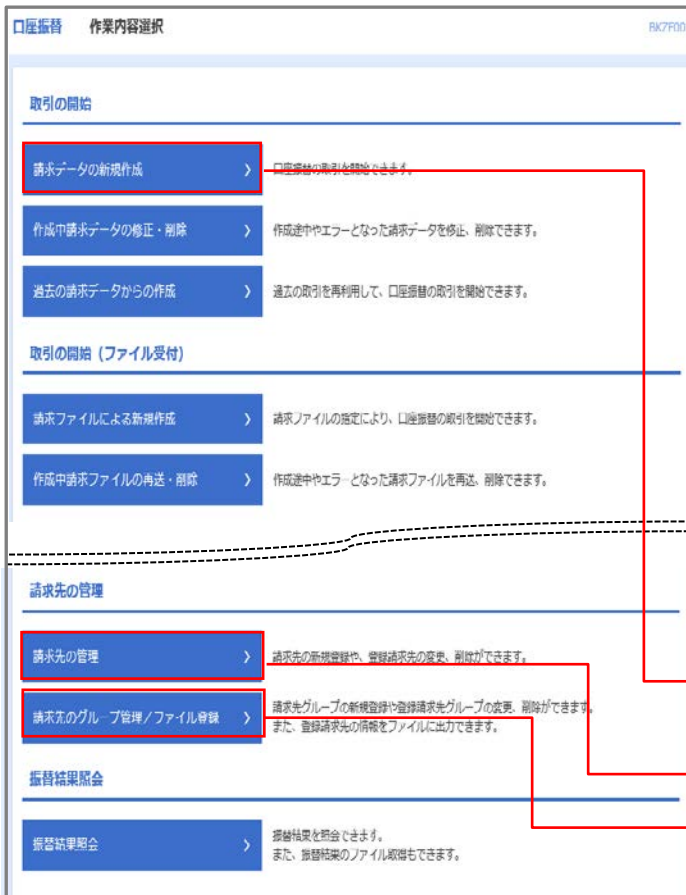 口座振替 作業内容選択 BKZF00
取引の開始
請求データの新規作成 口座振替の取引を開始できます。
作成中請求データの修正・削除 作成途中やエラーとなった請求データを修正、削除できます。
過去の請求データからの作成 過去の取引を再利用して、口座振替の取引を開始できます。
取引の開始（ファイル受付）
請求ファイルによる新規作成 請求ファイルの指定により、口座振替の取引を開始できます。
作成中請求ファイルの再送・削除 作成途中やエラーとなった請求ファイルを再送、削除できます。
請求先の管理
請求先の管理 請求先の新規登録や、登録請求先の変更、削除ができます。
請求先のグループ管理／ファイル登録 請求先グループの新規登録や登録請求先グループの変更、削除ができます。
また、登録請求先の情報をファイルに出力できます。
振替結果照会
振替結果照会 振替結果を照会できます。
また、振替結果のファイル取得もできます。